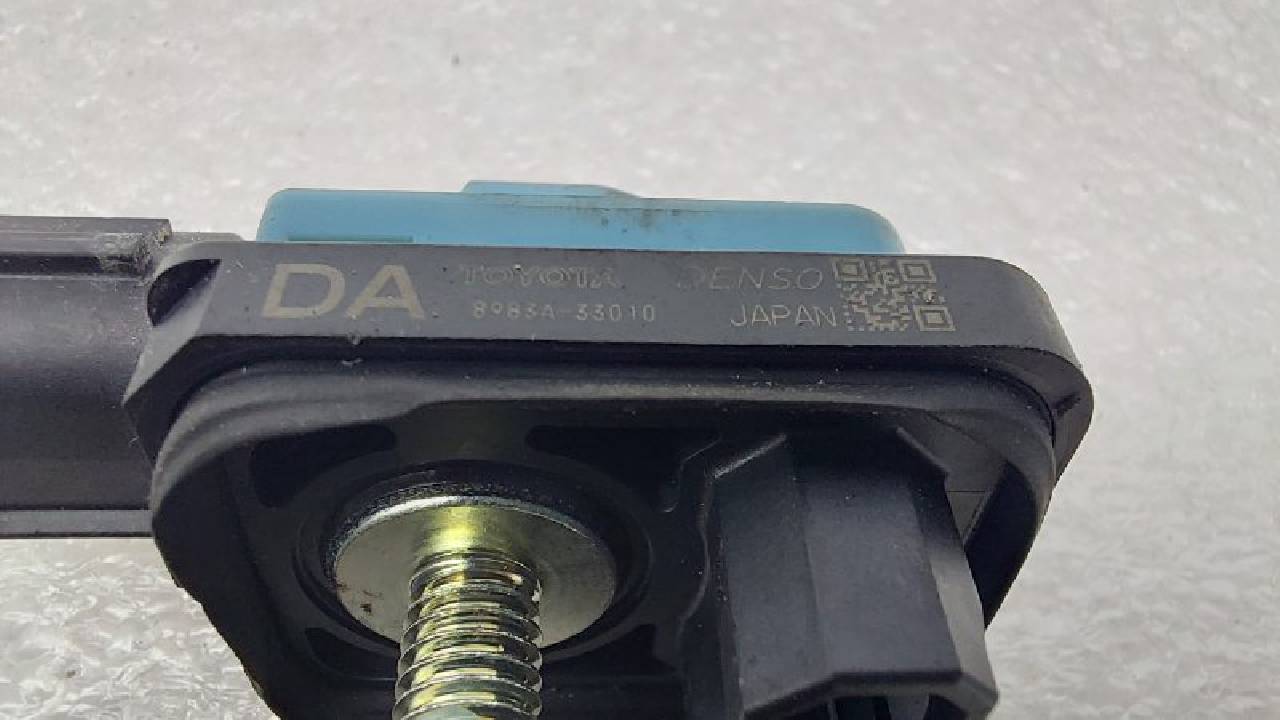 DA TOYOTA DENSO
8983A-33010 JAPAN